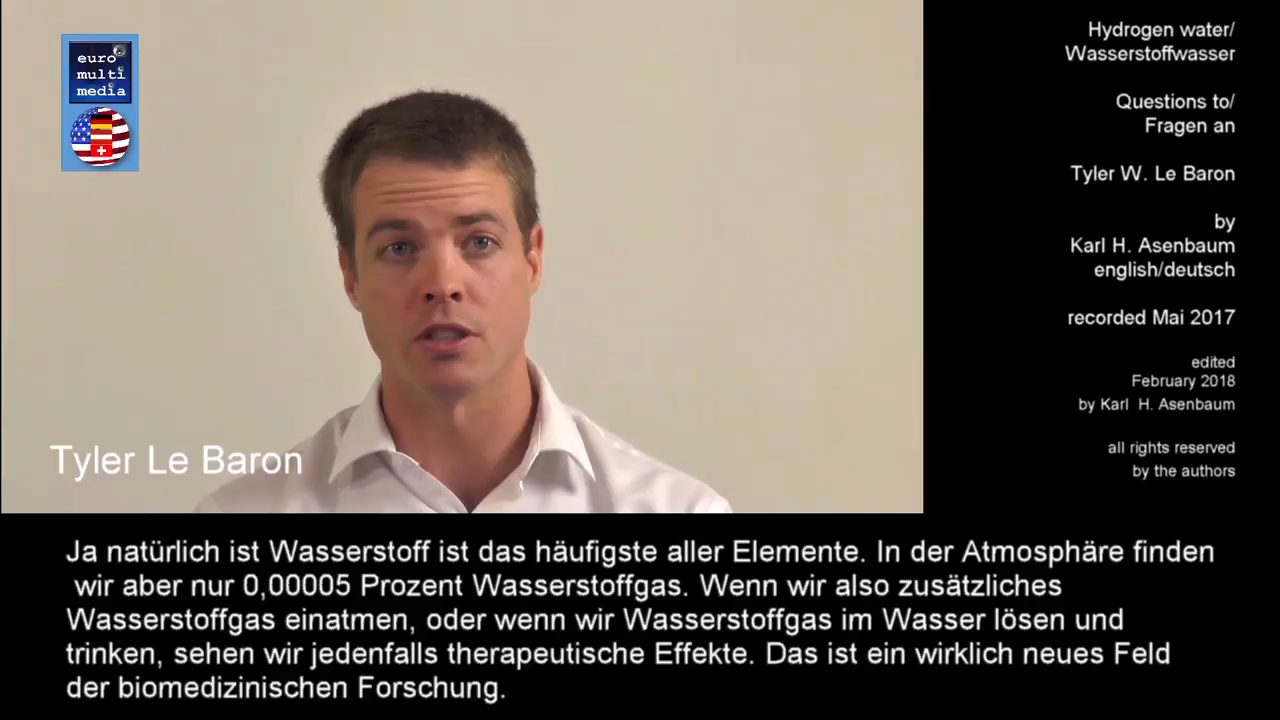 euro
multi
media
Hydrogen water/
Wasserstoffwasser
Questions to/
Fragen an
Tyler W. Le Baron
by
Karl H. Asenbaum
english/deutsch
recorded Mai 2017
edited
February 2018
by Karl H. Asenbaum
all rights reserved
by the authors
Tyler Le Baron
Ja natürlich ist Wasserstoff ist das häufigste aller Elemente. In der Atmosphäre finden
wir aber nur 0,00005 Prozent Wasserstoffgas. Wenn wir also zusätzliches
Wasserstoffgas einatmen, oder wenn wir Wasserstoffgas im Wasser lösen und
trinken, sehen wir jedenfalls therapeutische Effekte. Das ist ein wirklich neues Feld
der biomedizinischen Forschung.